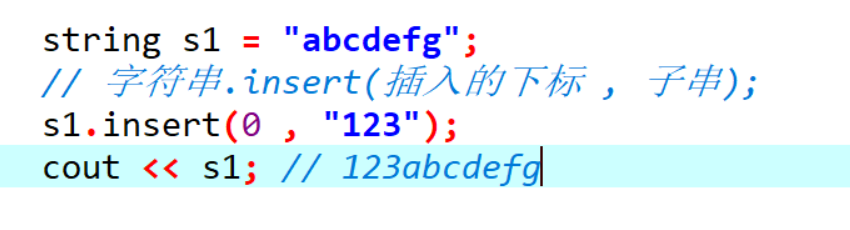 string s1 = "abcdefg";
// 字符串.insert(插入的下标 , 子串);
s1.insert(0 , "123");
cout << s1; // 123abcdefg